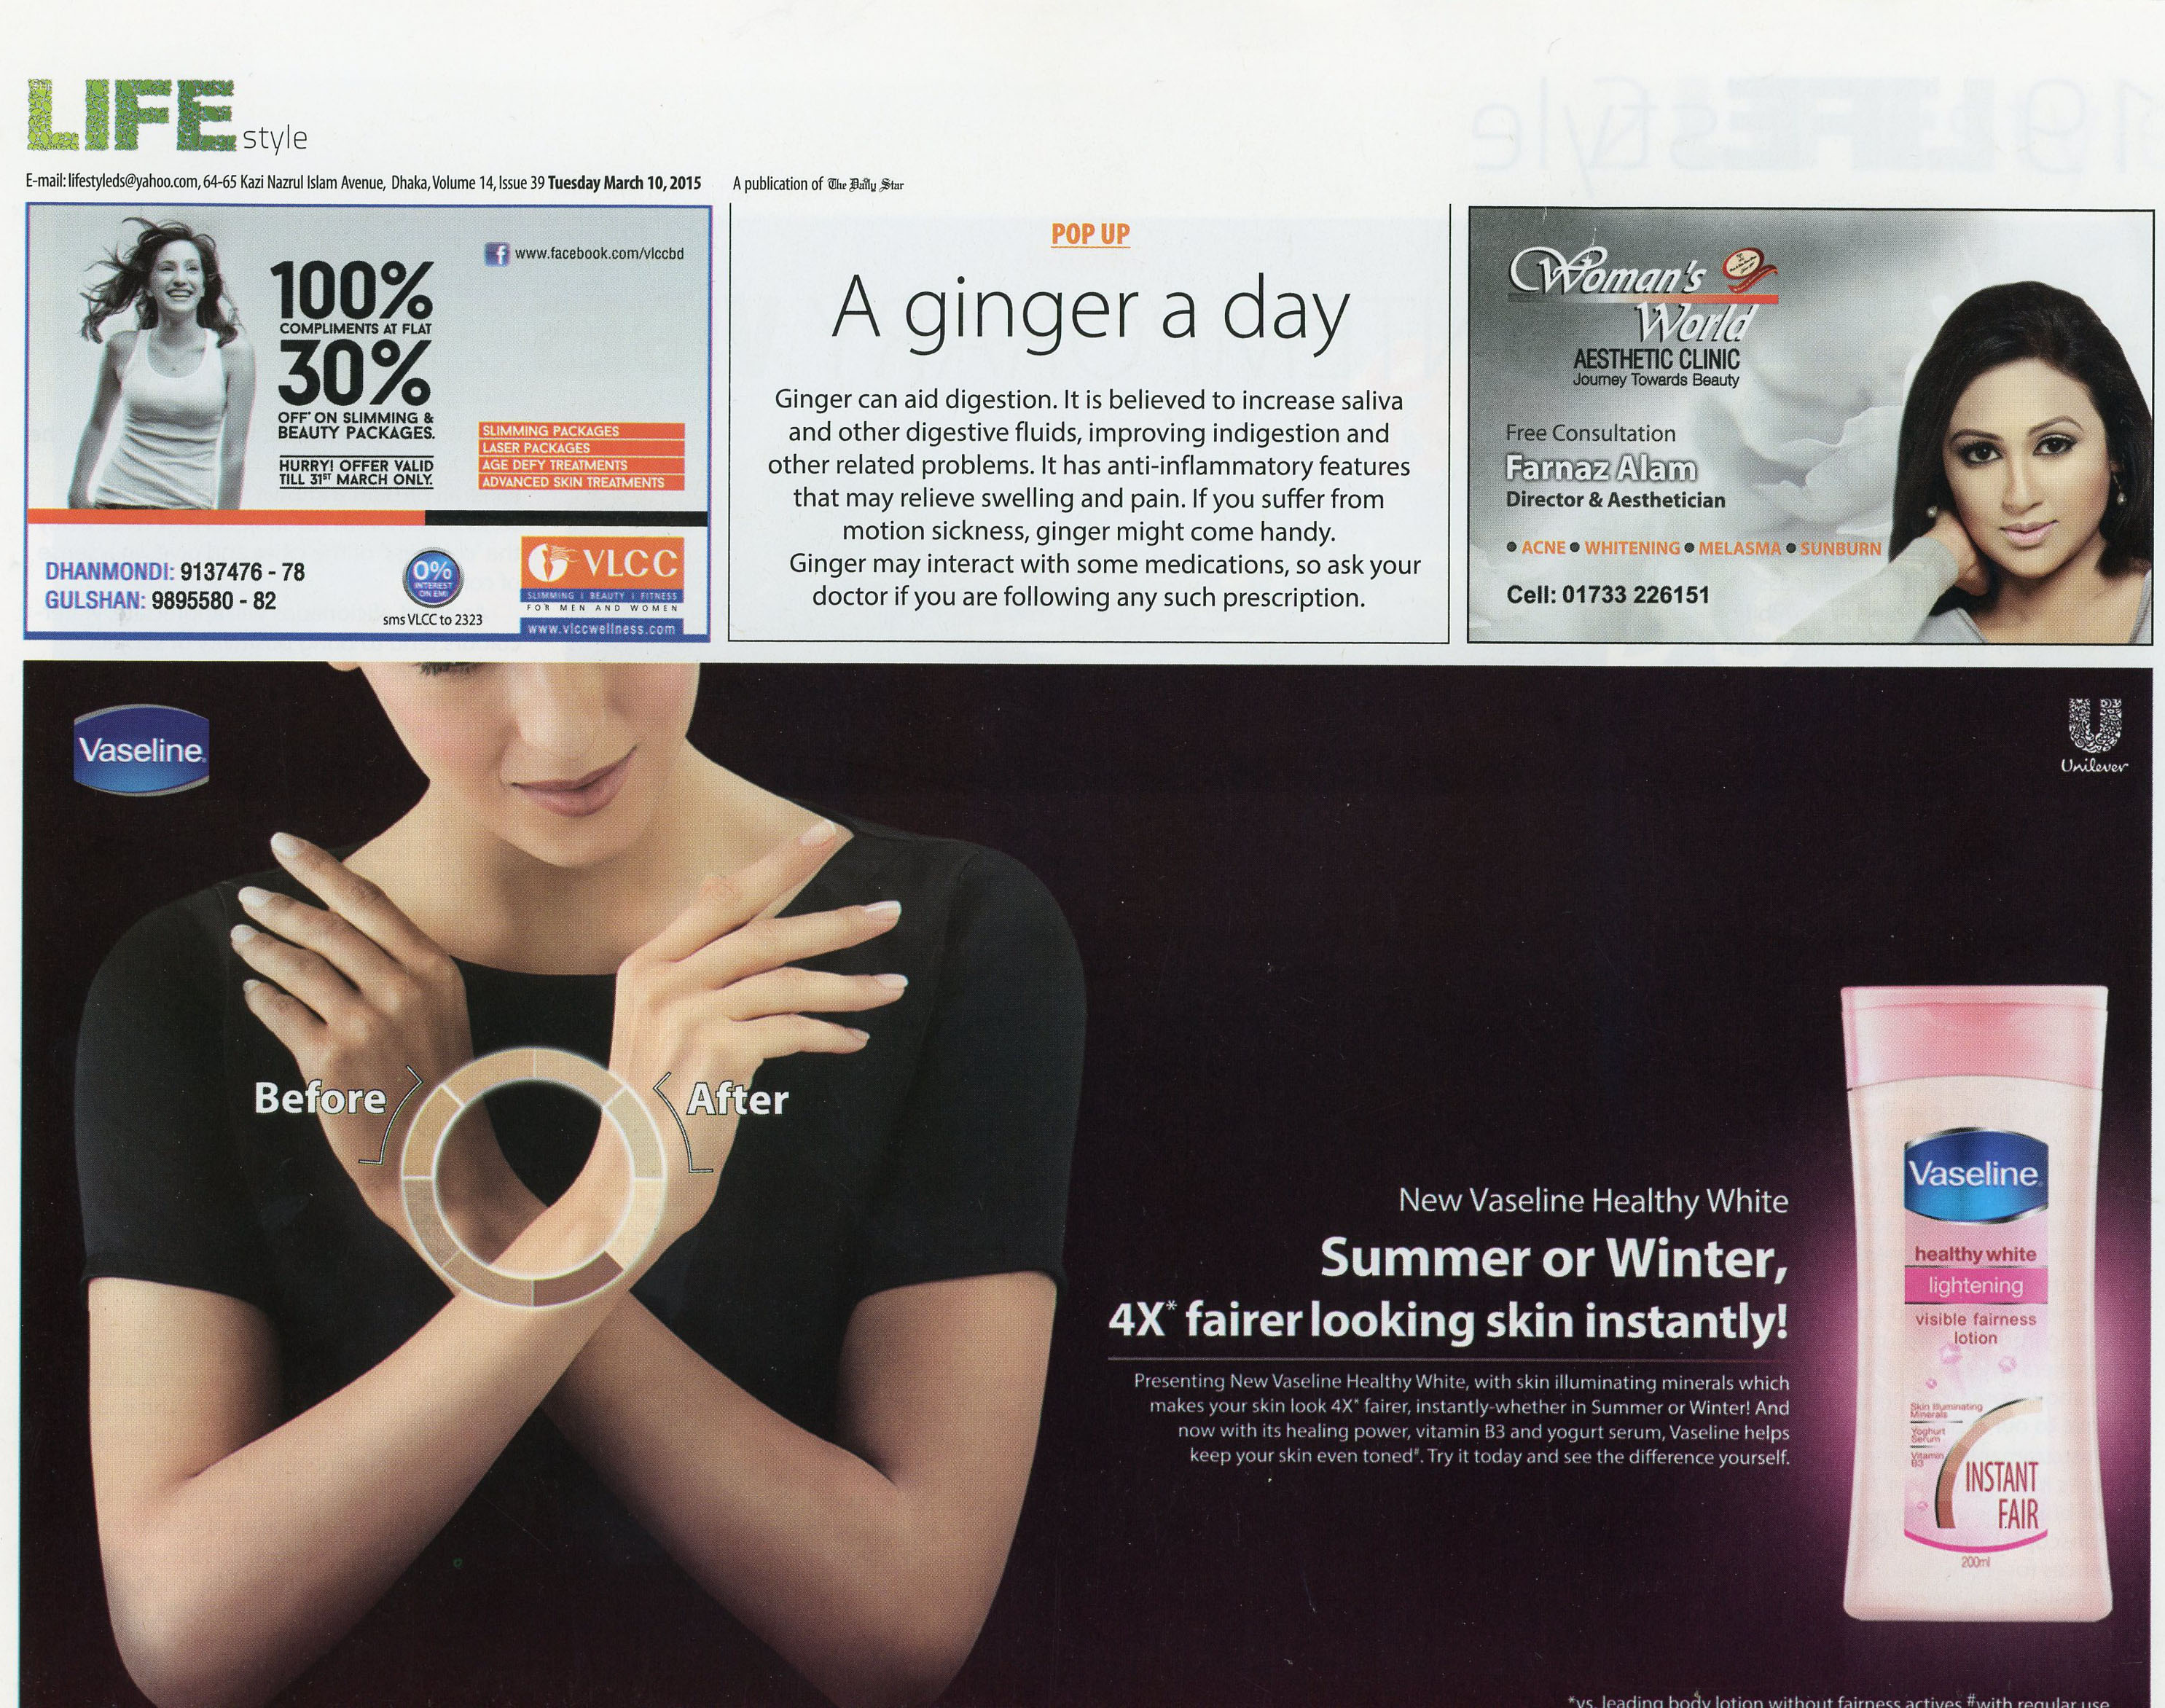 LIFE style
E-mail: lifestyleds@yahoo.com, 64-65 Kazi Nazrul Islam Avenue, Dhaka, Volume 14, Issue 39 Tuesday March 10, 2015
A publication of The Daily Star
www.facebook.com/vlccbd
100%
COMPLIMENTS AT FLAT
30%
OFF* ON SLIMMING &
BEAUTY PACKAGES.
HURRY! OFFER VALID
TILL 31ST MARCH ONLY.
SLIMMING PACKAGES
LASER PACKAGES
AGE DEFY TREATMENTS
ADVANCED SKIN TREATMENTS
DHANMONDI: 9137476 - 78
GULSHAN: 9895580 - 82
0%
INTEREST
ON EMI
sms VLCC to 2323
VLCC
SLIMMING | BEAUTY | FITNESS
FOR MEN AND WOMEN
www.vlccwellness.com
POP UP
A ginger a day
Ginger can aid digestion. It is believed to increase saliva
and other digestive fluids, improving indigestion and
other related problems. It has anti-inflammatory features
that may relieve swelling and pain. If you suffer from
motion sickness, ginger might come handy.
Ginger may interact with some medications, so ask your
doctor if you are following any such prescription.
Woman's
World
AESTHETIC CLINIC
Journey Towards Beauty
Free Consultation
Farnaz Alam
Director & Aesthetician
• ACNE • WHITENING • MELASMA • SUNBURN
Cell: 01733 226151
Vaseline
Unilever
Before
After
New Vaseline Healthy White
Summer or Winter,
4X* fairer looking skin instantly!
Presenting New Vaseline Healthy White, with skin illuminating minerals which
makes your skin look 4X* fairer, instantly-whether in Summer or Winter! And
now with its healing power, vitamin B3 and yogurt serum, Vaseline helps
keep your skin even toned#. Try it today and see the difference yourself.
Vaseline
healthy white
lightening
visible fairness
lotion
Skin Illuminating
Minerals
Yoghurt
Serum
Vitamin
B3
INSTANT
FAIR
200ml
*vs. leading body lotion without fairness actives #with regular use